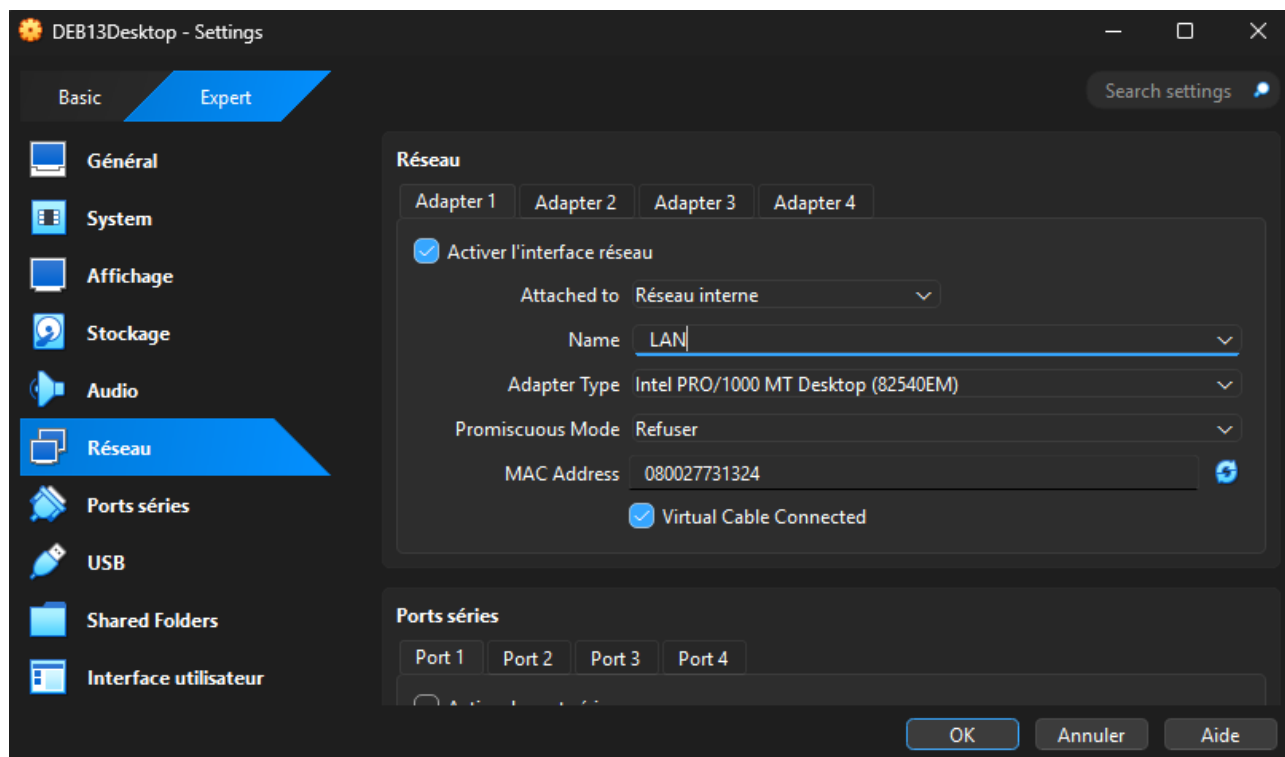 DEB13Desktop - Settings
Basic Expert Search settings
Général
System
Affichage
Stockage
Audio
Réseau
Ports séries
USB
Shared Folders
Interface utilisateur
Réseau
Adapter 1 Adapter 2 Adapter 3 Adapter 4
Activer l'interface réseau
Attached to Réseau interne
Name LAN
Adapter Type Intel PRO/1000 MT Desktop (82540EM)
Promiscuous Mode Refuser
MAC Address 080027731324
Virtual Cable Connected
Ports séries
Port 1 Port 2 Port 3 Port 4
OK Annuler Aide